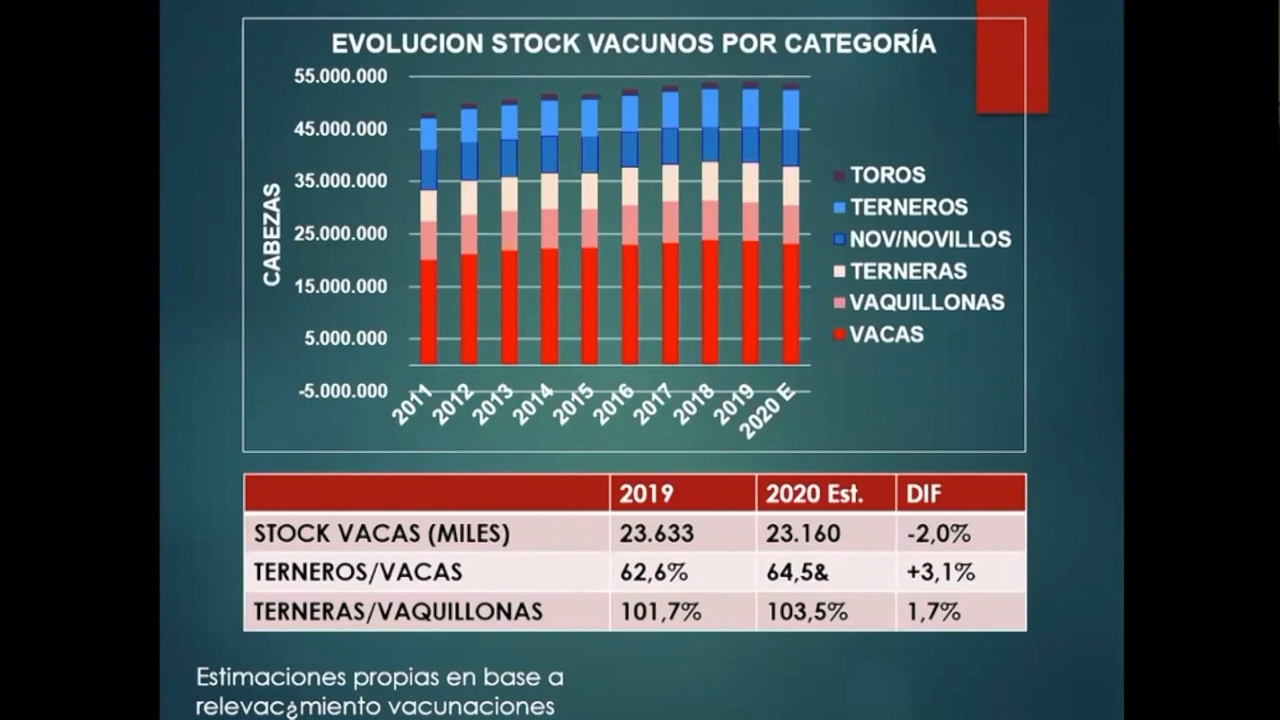 EVOLUCION STOCK VACUNOS POR CATEGORÍA
55.000.000
45.000.000
35.000.000
25.000.000
15.000.000
5.000.000
-5.000.000
CABEZAS
2011
2012
2013
2014
2015
2016
2017
2018
2019
2020 E
TOROS
TERNEROS
NOV/NOVILLOS
TERNERAS
VAQUILLONAS
VACAS
2019 2020 Est. DIF
STOCK VACAS (MILES) 23.633 23.160 -2,0%
TERNEROS/VACAS 62,6% 64,5& +3,1%
TERNERAS/VAQUILLONAS 101,7% 103,5% 1,7%
Estimaciones propias en base a
relevac¿miento vacunaciones